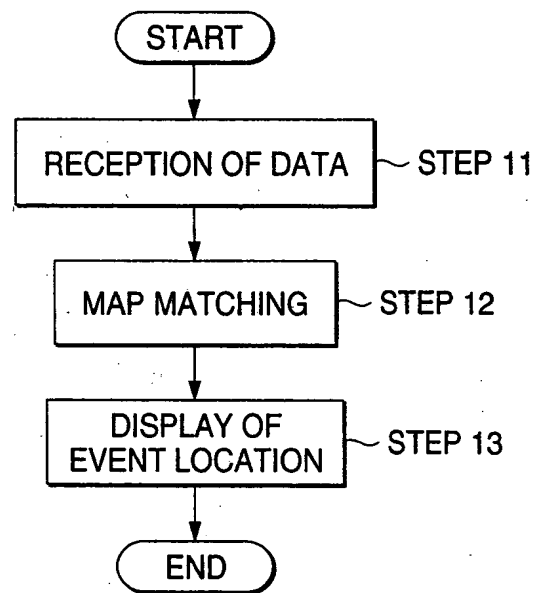 START
RECEPTION OF DATA
STEP 11
MAP MATCHING
STEP 12
DISPLAY OF
EVENT LOCATION
STEP 13
END